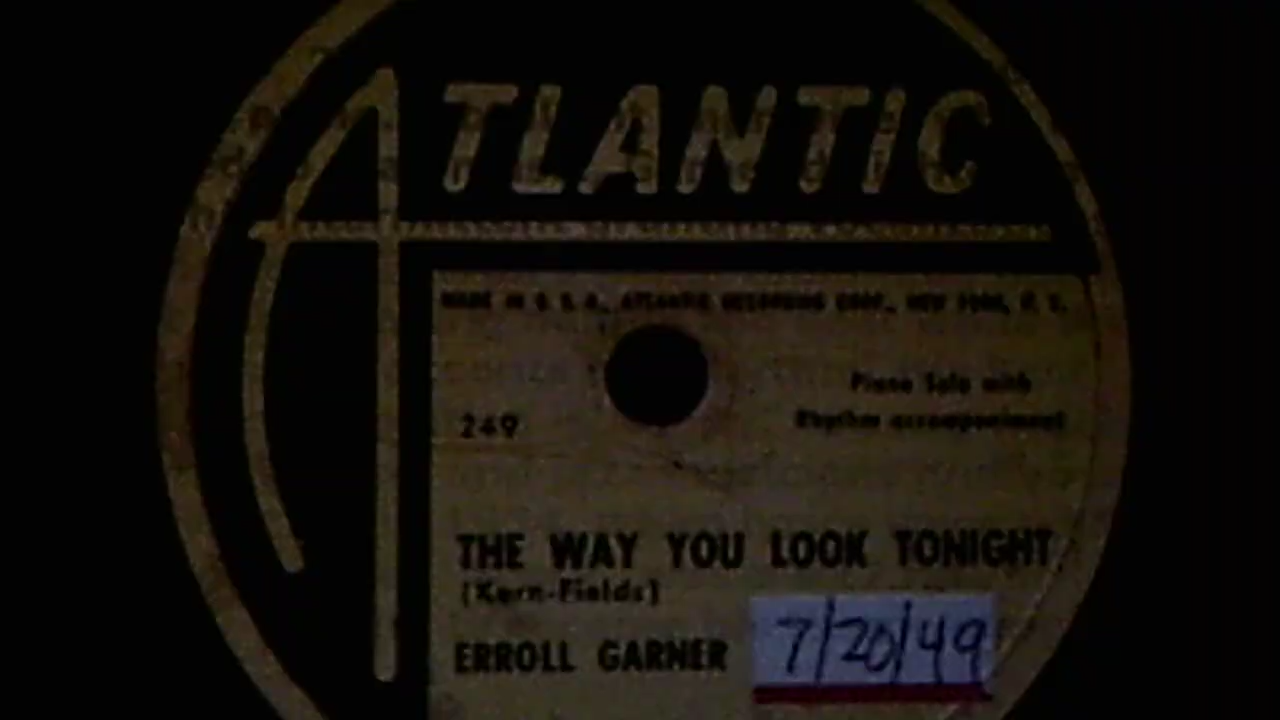 ATLANTIC
MADE IN U. S. A., ATLANTIC RECORDING CORP., NEW YORK, N. Y.
Piano Solo with
Rhythm accompaniment
249
THE WAY YOU LOOK TONIGHT
(Kern-Fields)
ERROLL GARNER
7/20/49